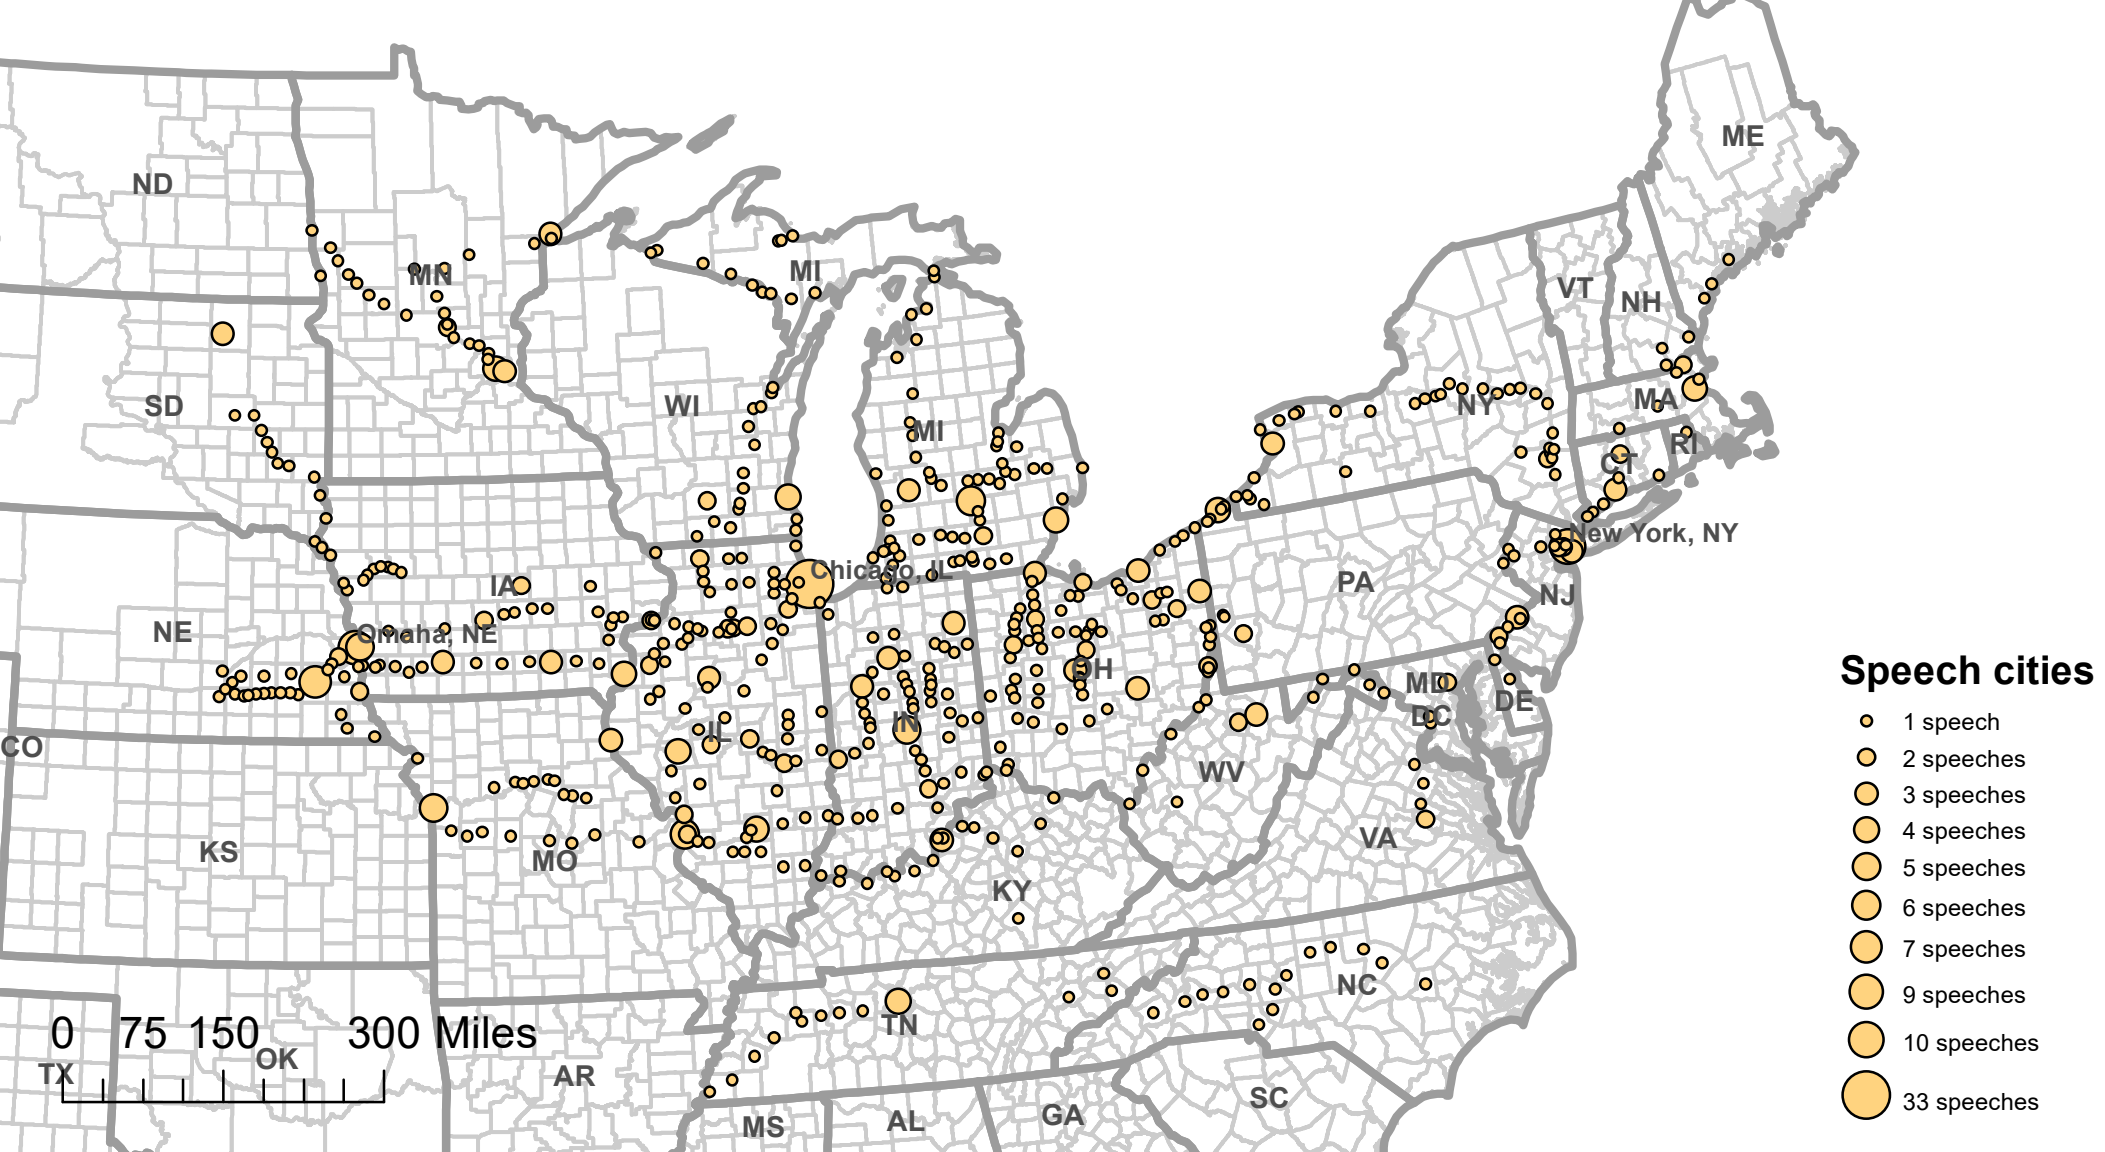 ME
ND
MN
MI
VT
NH
SD
WI
MI
NY
MA
RI
CT
New York, NY
Chicago, IL
IA
PA
NJ
NE
Omaha, NE
OH
MD
DE
DC
IN
IL
CO
WV
KS
MO
VA
KY
NC
TN
0 75 150 300 Miles
OK
TX
AR
SC
MS
AL
GA
Speech cities
1 speech
2 speeches
3 speeches
4 speeches
5 speeches
6 speeches
7 speeches
9 speeches
10 speeches
33 speeches